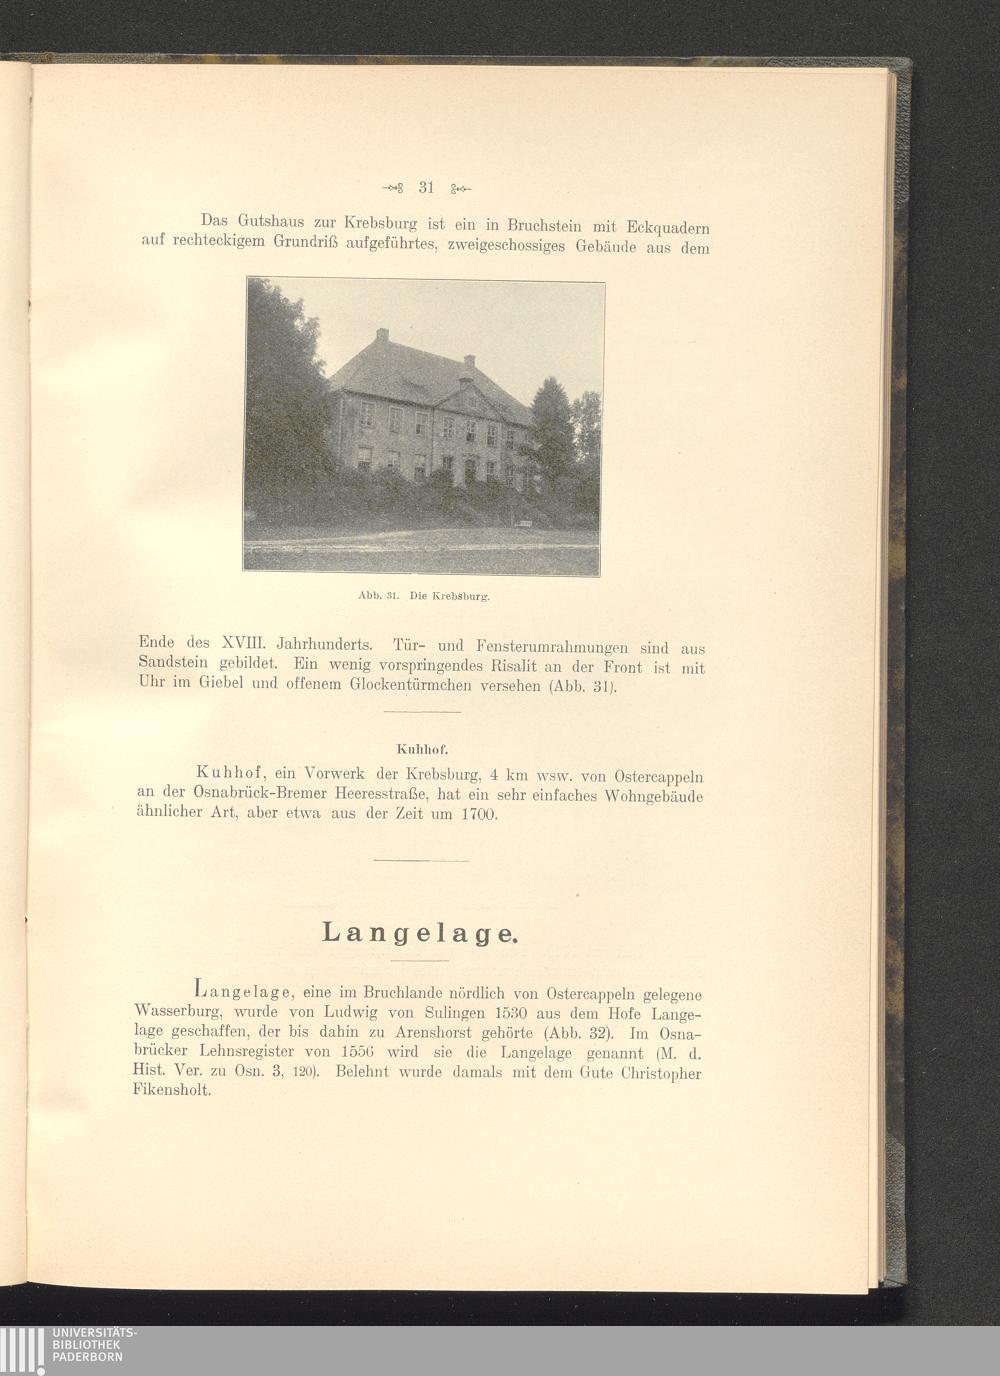 31
Das Gutshaus zur Krebsburg ist ein in Bruchstein mit Eckquadern
auf rechteckigem Grundriß aufgeführtes, zweigeschossiges Gebäude aus dem
Abb. 31. Die Krebsburg.
Ende des XVIII. Jahrhunderts. Tür- und Fensterumrahmungen sind aus
Sandstein gebildet. Ein wenig vorspringendes Risalit an der Front ist mit
Uhr im Giebel und offenem Glockentürmchen versehen (Abb. 31).
Kuhhof.
Kuhhof, ein Vorwerk der Krebsburg, 4 km wsw. von Ostercappeln
an der Osnabrück-Bremer Heeresstraße, hat ein sehr einfaches Wohngebäude
ähnlicher Art, aber etwa aus der Zeit um 1700.
Langelage.
Langelage, eine im Bruchlande nördlich von Ostercappeln gelegene
Wasserburg, wurde von Ludwig von Sulingen 1530 aus dem Hofe Lange-
lage geschaffen, der bis dahin zu Arenshorst gehörte (Abb. 32). Im Osna-
brücker Lehnsregister von 1556 wird sie die Langelage genannt (M. d.
Hist. Ver. zu Osn. 3, 120). Belehnt wurde damals mit dem Gute Christopher
Fikensholt.
UNIVERSITÄTS-
BIBLIOTHEK
PADERBORN